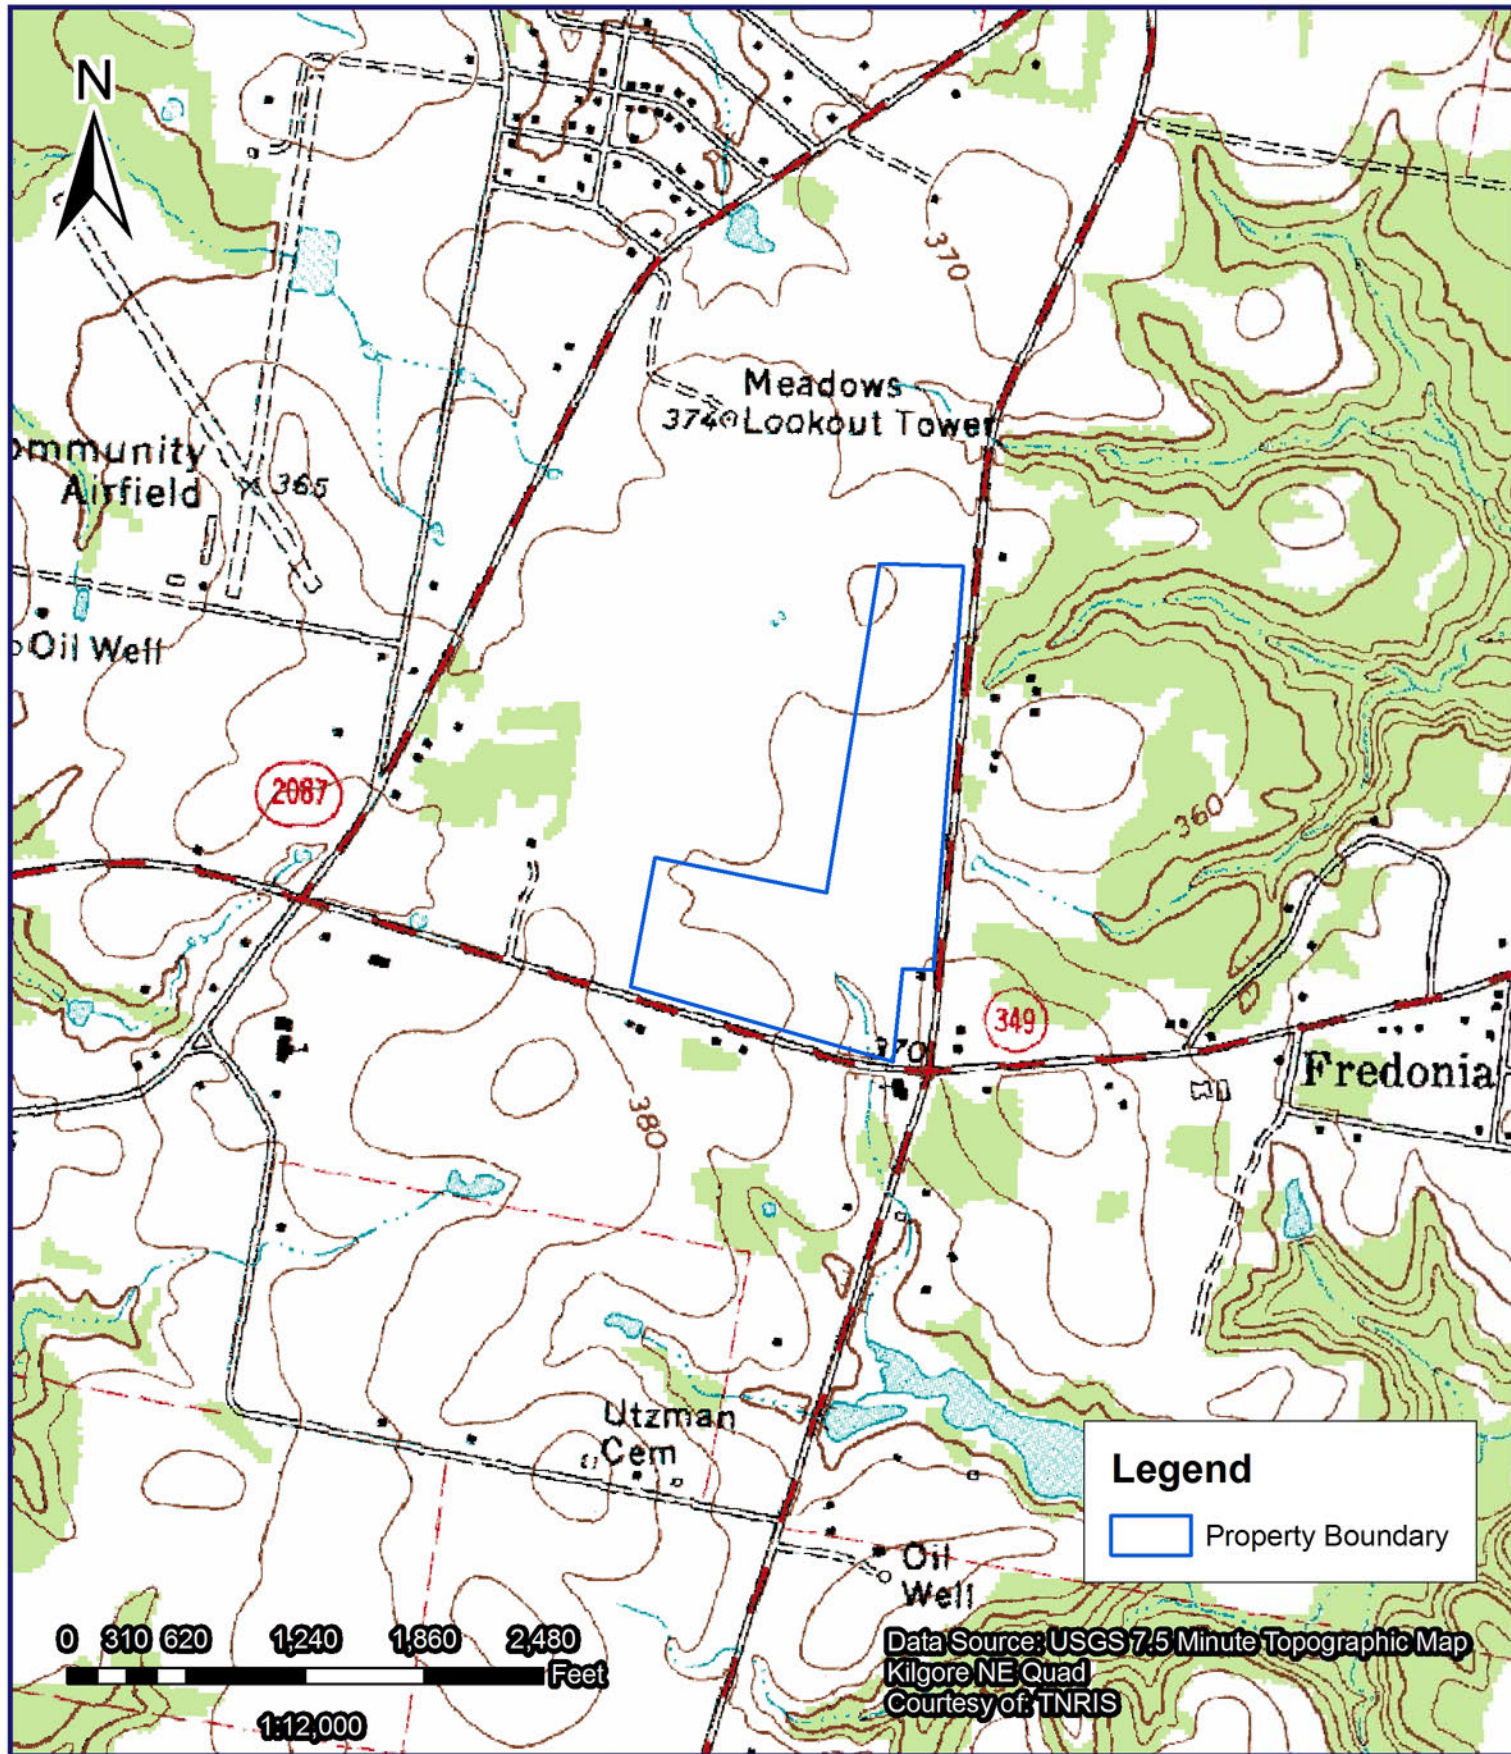 N
370
Meadows
374 Lookout Tower
ommunity
Airfield
365
Oil Well
2087
360
349
370
Fredonia
380
Utzman
Cem
Oil
Well
Legend
Property Boundary
0 310 620 1,240 1,860 2,480
Feet
1:12,000
Data Source: USGS 7.5 Minute Topographic Map
Kilgore NE Quad
Courtesy of: TNRIS